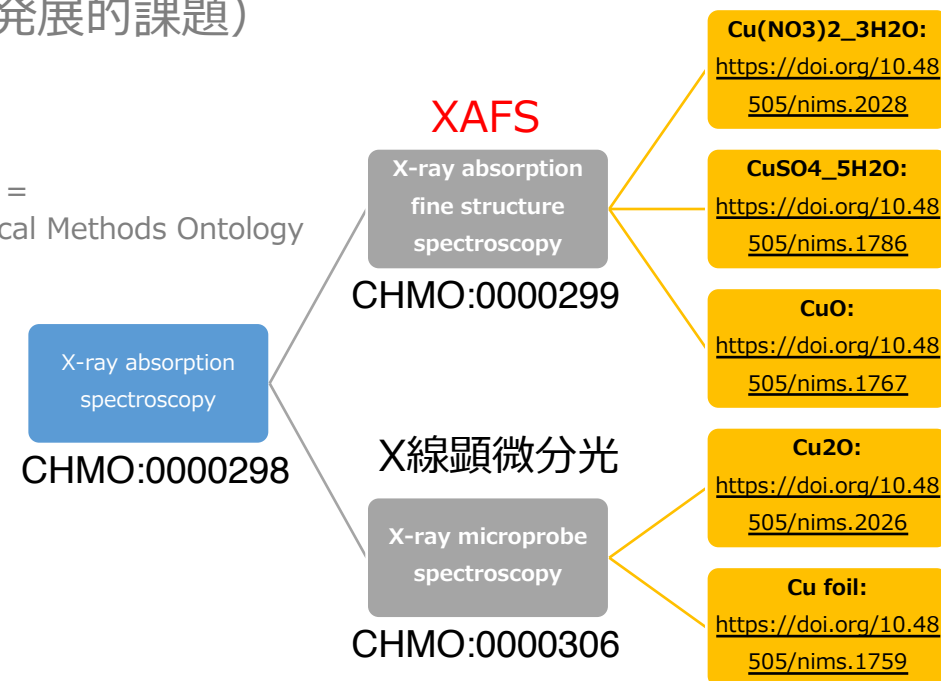 発展的課題）
=
cal Methods Ontology
X-ray absorption
spectroscopy
CHMO:0000298
XAFS
X-ray absorption
fine structure
spectroscopy
CHMO:0000299
X線顕微分光
X-ray microprobe
spectroscopy
CHMO:0000306
Cu(NO3)2_3H2O:
https://doi.org/10.48
505/nims.2028
CuSO4_5H2O:
https://doi.org/10.48
505/nims.1786
CuO:
https://doi.org/10.48
505/nims.1767
Cu2O:
https://doi.org/10.48
505/nims.2026
Cu foil:
https://doi.org/10.48
505/nims.1759